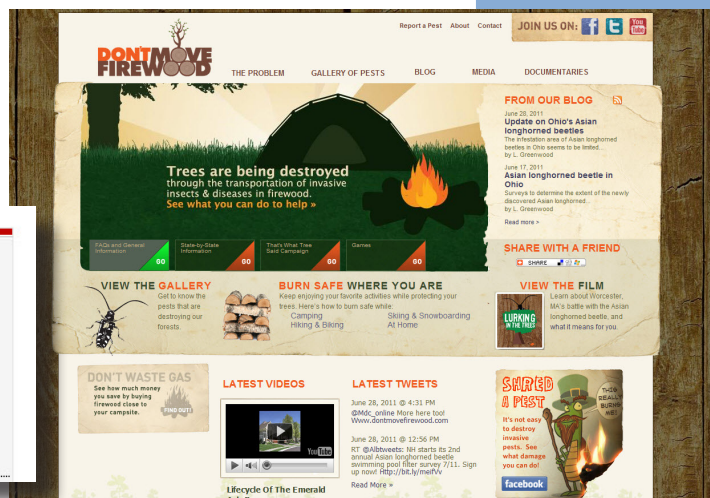 Report a Pest About Contact
JOIN US ON:
You
Tube
DON'T MOVE
FIREWOOD
THE PROBLEM GALLERY OF PESTS BLOG MEDIA DOCUMENTARIES
Trees are being destroyed
through the transportation of invasive
insects & diseases in firewood.
See what you can do to help »
FAQs and General
Information
GO
State-by-State
Information
GO
That's What Tree
Said Campaign
GO
Games
GO
FROM OUR BLOG
June 28, 2011
Update on Ohio's Asian
longhorned beetles
The infestation area of Asian longhorned
beetles in Ohio seems to be limited...
by L. Greenwood
June 17, 2011
Asian longhorned beetle in
Ohio
Surveys to determine the extent of the newly
discovered Asian longhorned...
by L. Greenwood
Read more >
SHARE WITH A FRIEND
SHARE
VIEW THE GALLERY
Get to know the
pests that are
destroying our
forests.
BURN SAFE WHERE YOU ARE
Keep enjoying your favorite activities while protecting your
trees. Here's how to burn safe while:
Camping
Hiking & Biking
Skiing & Snowboarding
At Home
VIEW THE FILM
LURKING
IN THE TREES
Learn about Worcester,
MA's battle with the Asian
longhorned beetle, and
what it means for you.
DON'T WASTE GAS
See how much money
you save by buying
firewood close to
your campsite.
FIND OUT!
LATEST VIDEOS
YouTube
Lifecycle Of The Emerald
LATEST TWEETS
June 28, 2011 @ 4:31 PM
@Mdc_online More here too!
Www.dontmovefirewood.com
June 28, 2011 @ 12:56 PM
RT @Albtweets: NH starts its 2nd
annual Asian longhorned beetle
swimming pool filter survey 7/11. Sign
up now! Http://bit.ly/meifVv
Read More »
SHRED
A PEST
It's not easy
to destroy
invasive
pests. See
what damage
you can do!
facebook
THIS
REALLY
BURNS
ME!